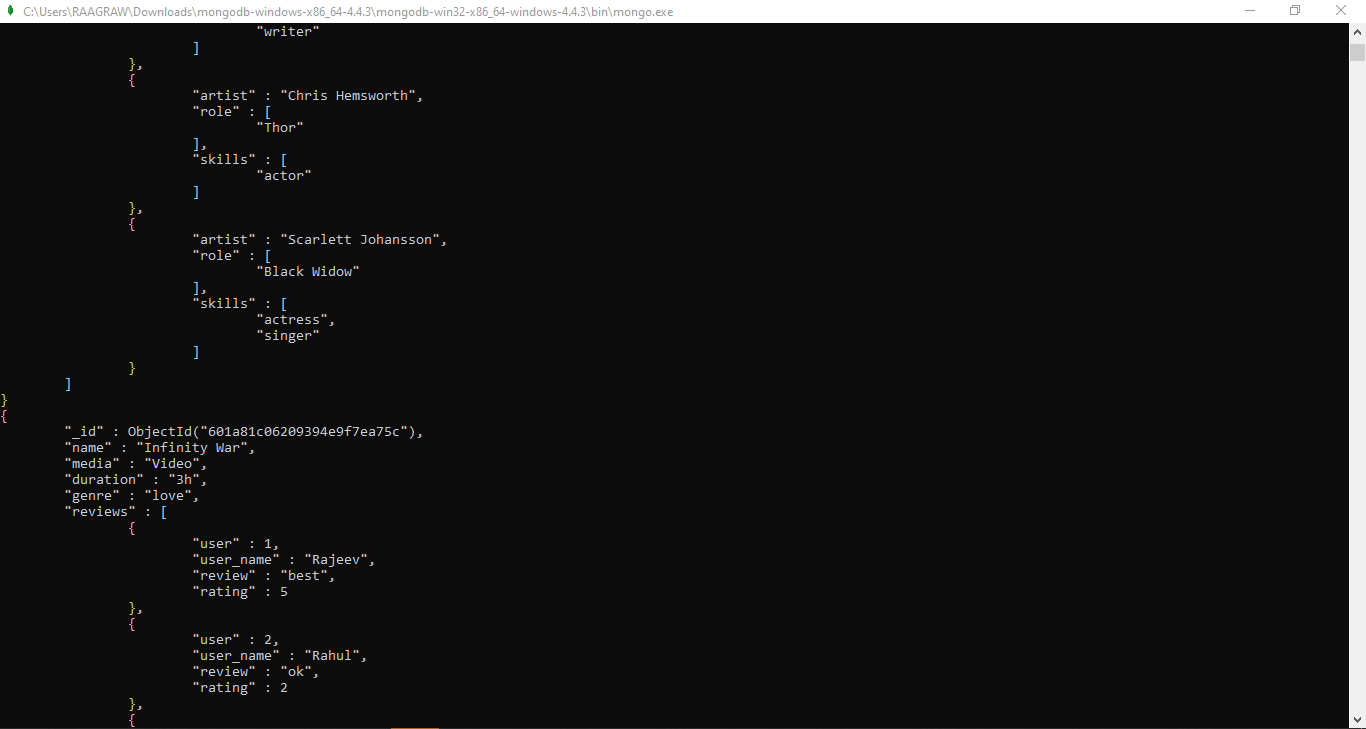 C:\Users\RAAGRAW\Downloads\mongodb-windows-x86_64-4.4.3\mongodb-win32-x86_64-windows-4.4.3\bin\mongo.exe
"writer"
]
},
{
"artist" : "Chris Hemsworth",
"role" : [
"Thor"
],
"skills" : [
"actor"
]
},
{
"artist" : "Scarlett Johansson",
"role" : [
"Black Widow"
],
"skills" : [
"actress",
"singer"
]
}
]
}
{
"_id" : ObjectId("601a81c06209394e9f7ea75c"),
"name" : "Infinity War",
"media" : "Video",
"duration" : "3h",
"genre" : "love",
"reviews" : [
{
"user" : 1,
"user_name" : "Rajeev",
"review" : "best",
"rating" : 5
},
{
"user" : 2,
"user_name" : "Rahul",
"review" : "ok",
"rating" : 2
},
{